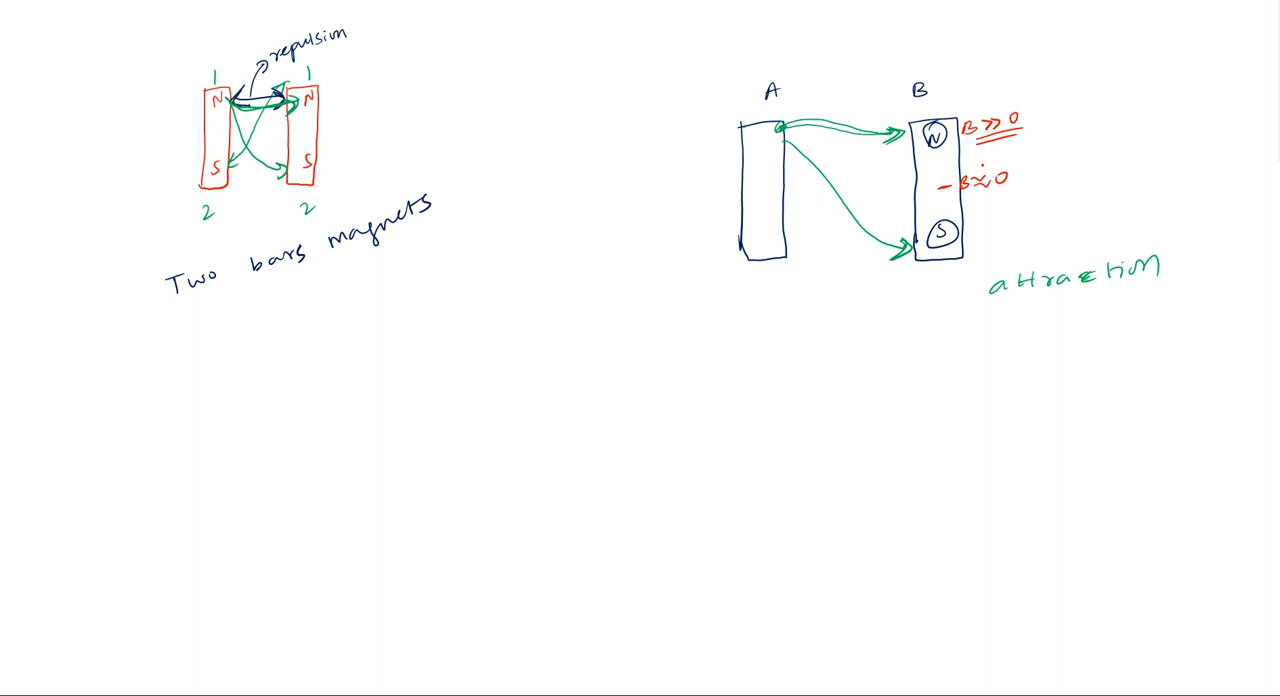 repulsion
1 1
N N
S S
2 2
Two bars magnets
A B
N B >> 0
- B ≈ 0
S
attraction